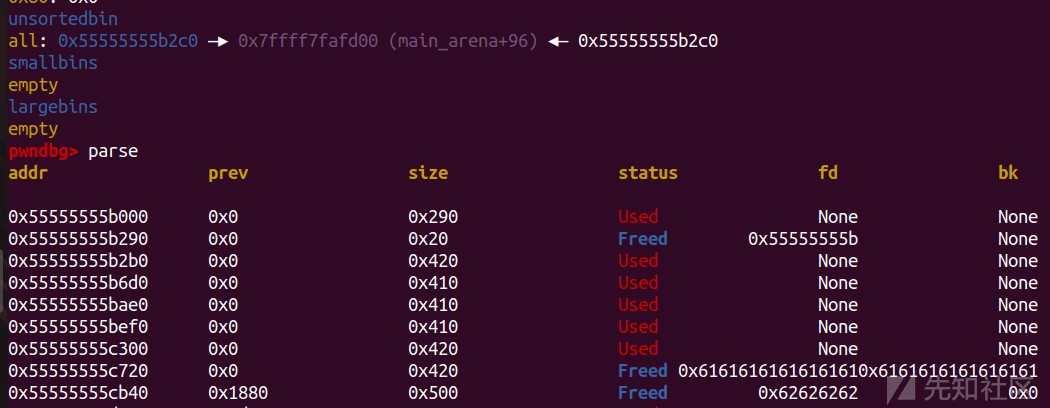 0x80: 0x0
unsortedbin
all: 0x55555555b2c0 —▸ 0x7ffff7fafd00 (main_arena+96) ◂— 0x55555555b2c0
smallbins
empty
largebins
empty
pwndbg> parse
addr prev size status fd bk
0x55555555b000 0x0 0x290 Used None None
0x55555555b290 0x0 0x20 Freed 0x55555555b None
0x55555555b2b0 0x0 0x420 Used None None
0x55555555b6d0 0x0 0x410 Used None None
0x55555555bae0 0x0 0x410 Used None None
0x55555555bef0 0x0 0x410 Used None None
0x55555555c300 0x0 0x420 Used None None
0x55555555c720 0x0 0x420 Freed 0x61616161616161610x6161616161616161
0x55555555cb40 0x1880 0x500 Freed 0x62626262 0x0
先知社区